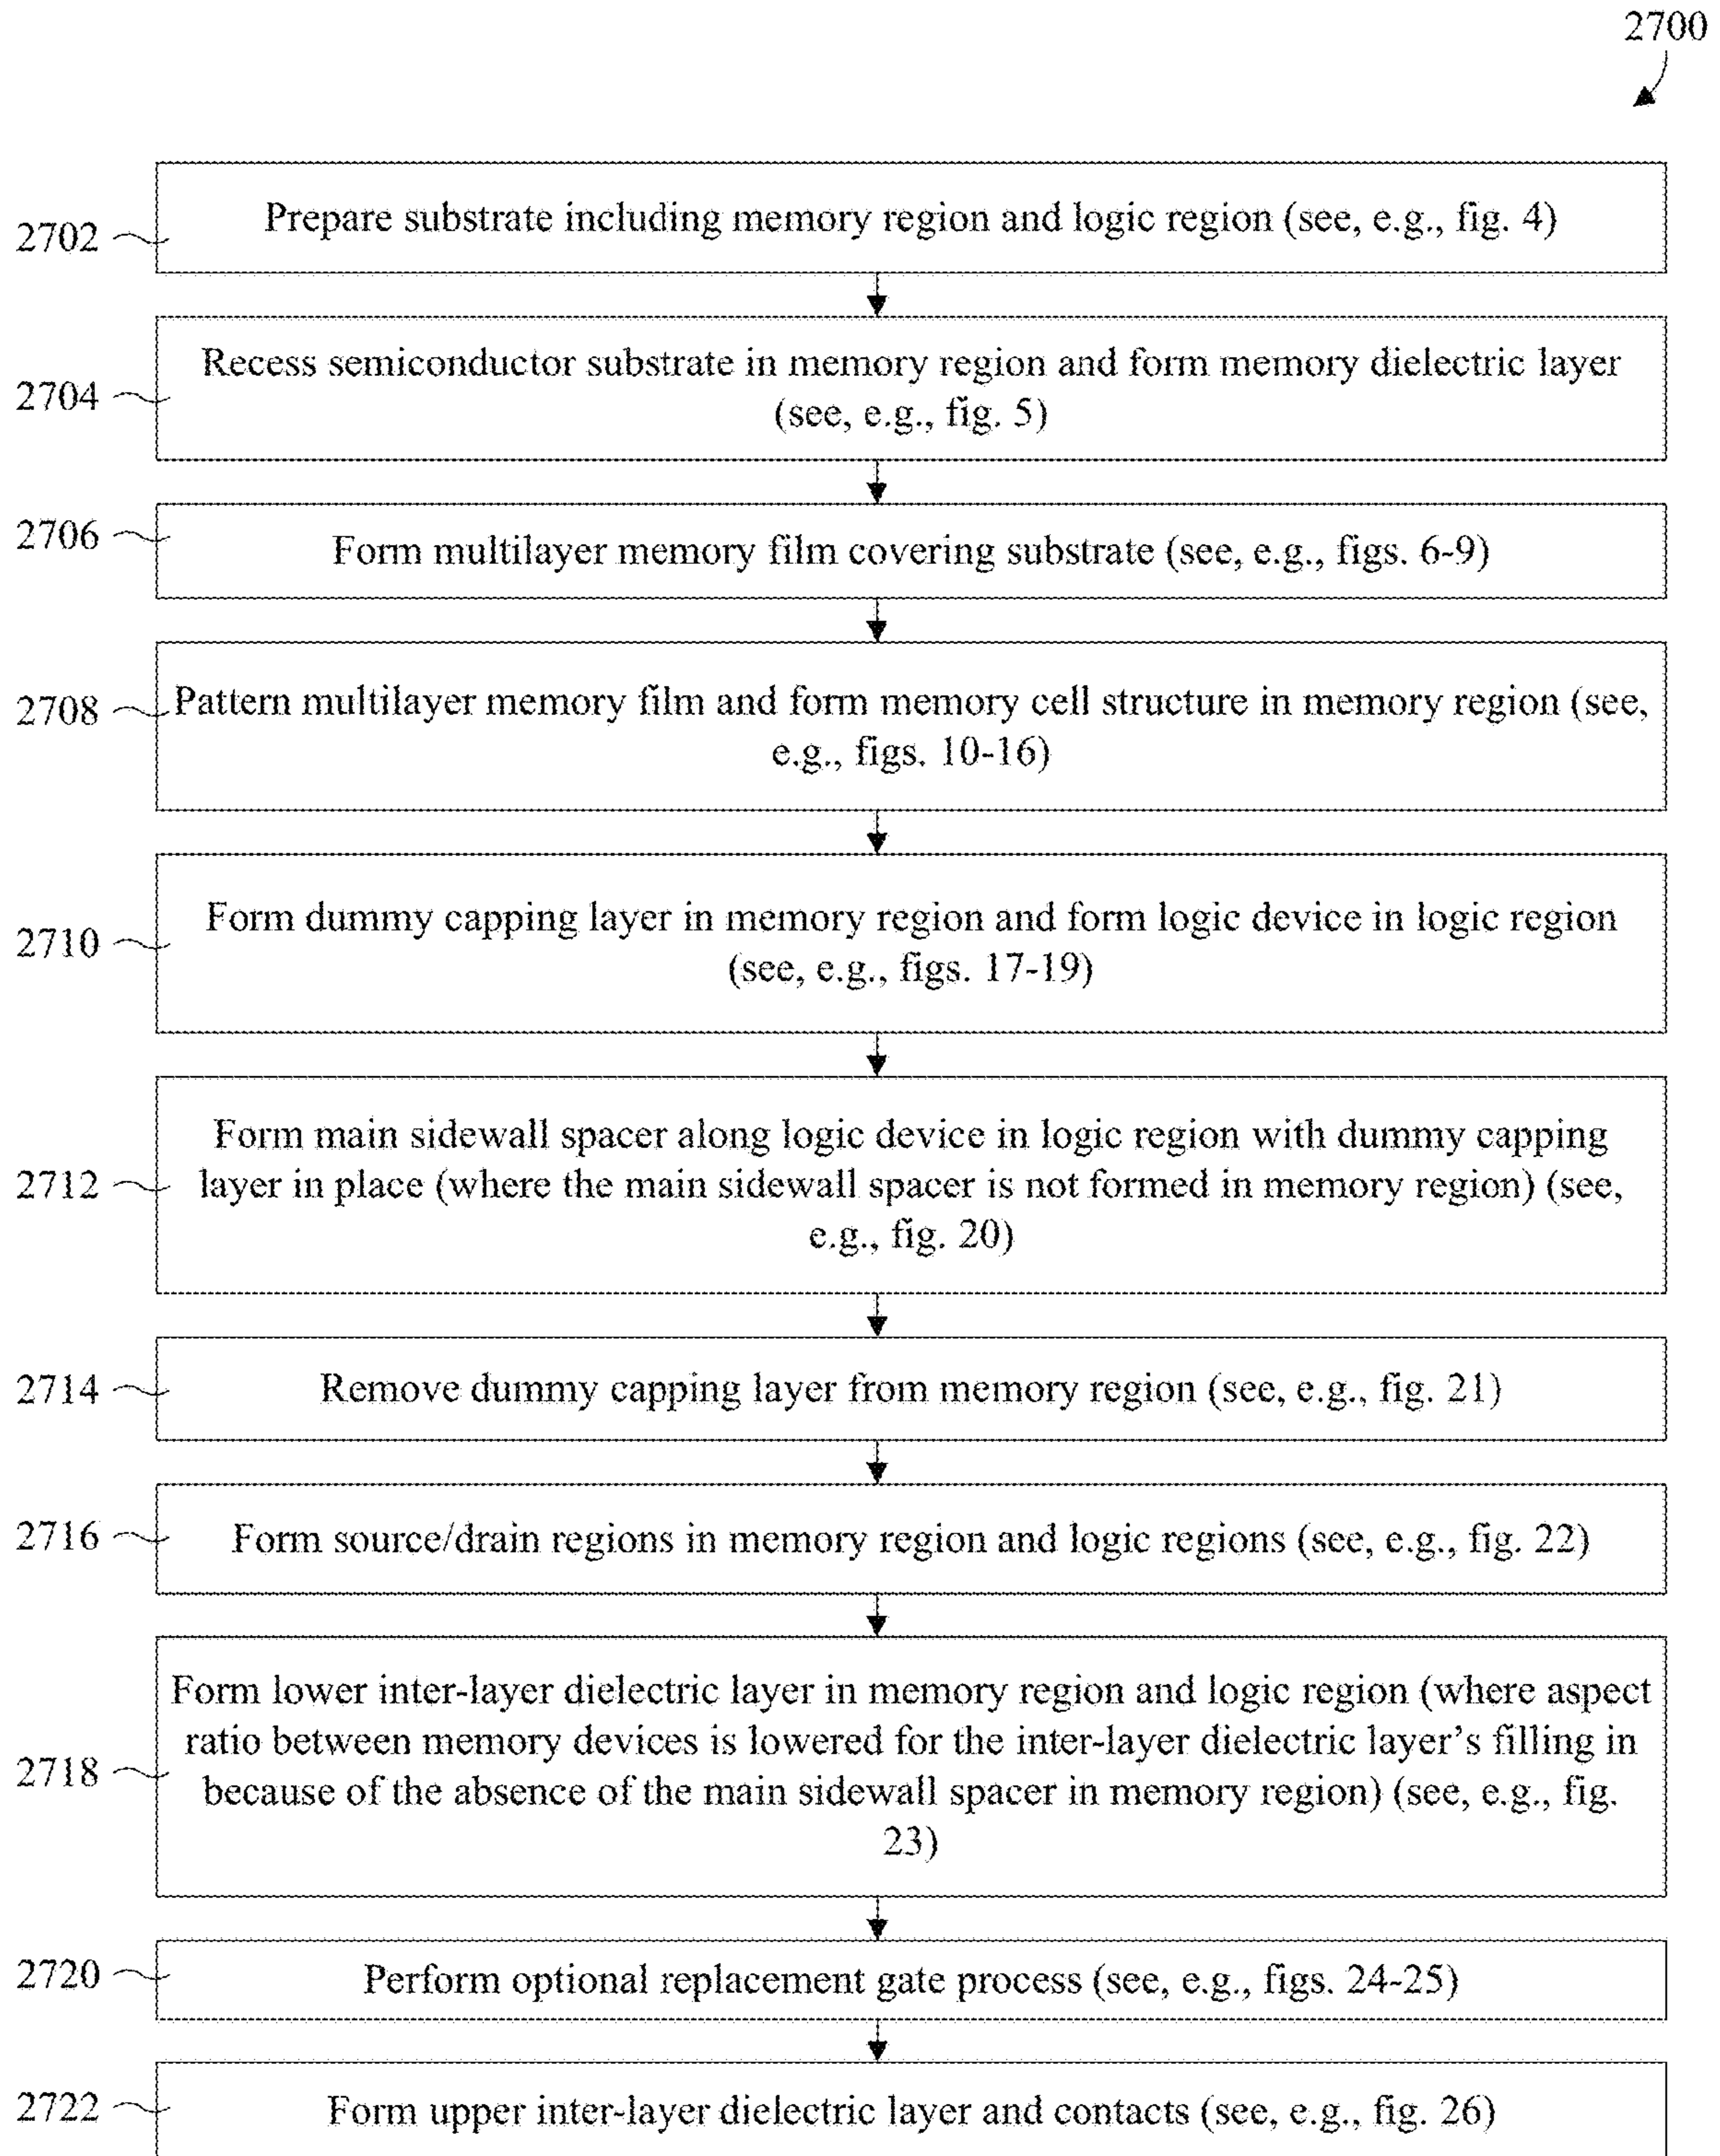 2700
2702
Prepare substrate including memory region and logic region (see, e.g., fig. 4)
2704
Recess semiconductor substrate in memory region and form memory dielectric layer
(see, e.g., fig. 5)
2706
Form multilayer memory film covering substrate (see, e.g., figs. 6-9)
2708
Pattern multilayer memory film and form memory cell structure in memory region (see,
e.g., figs. 10-16)
2710
Form dummy capping layer in memory region and form logic device in logic region
(see, e.g., figs. 17-19)
2712
Form main sidewall spacer along logic device in logic region with dummy capping
layer in place (where the main sidewall spacer is not formed in memory region) (see,
e.g., fig. 20)
2714
Remove dummy capping layer from memory region (see, e.g., fig. 21)
2716
Form source/drain regions in memory region and logic regions (see, e.g., fig. 22)
2718
Form lower inter-layer dielectric layer in memory region and logic region (where aspect
ratio between memory devices is lowered for the inter-layer dielectric layer's filling in
because of the absence of the main sidewall spacer in memory region) (see, e.g., fig.
23)
2720
Perform optional replacement gate process (see, e.g., figs. 24-25)
2722
Form upper inter-layer dielectric layer and contacts (see, e.g., fig. 26)